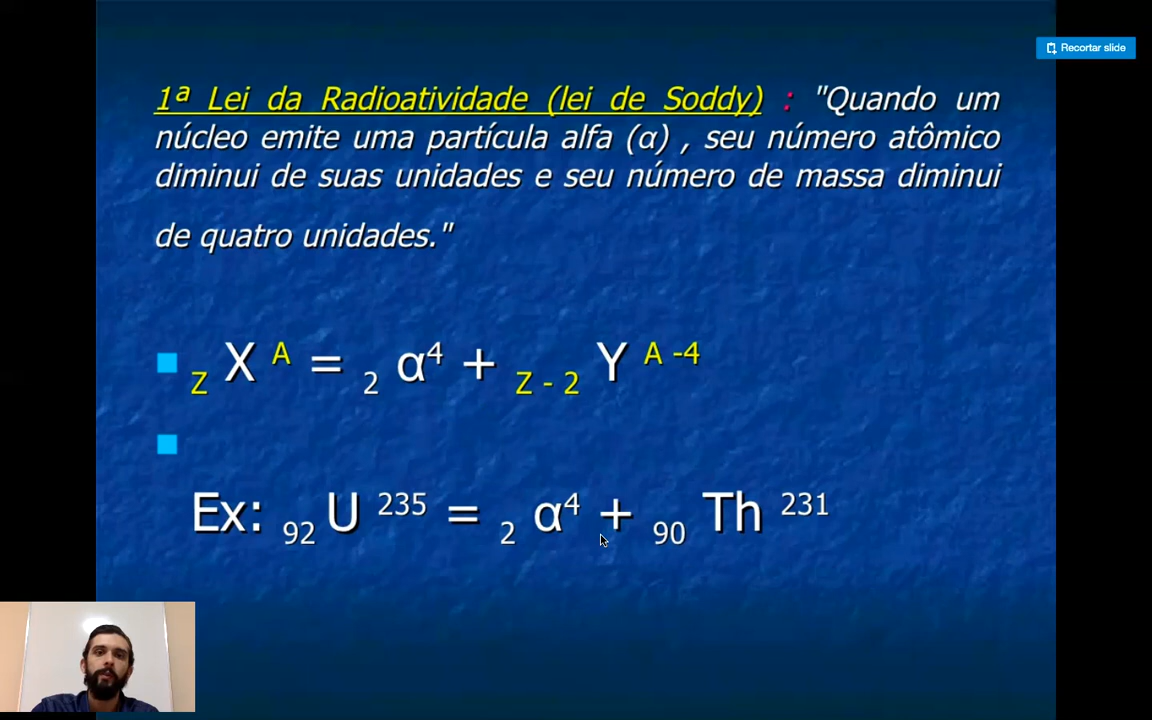 Recortar slide
1ª Lei da Radioatividade (lei de Soddy) : "Quando um
núcleo emite uma partícula alfa (α) , seu número atômico
diminui de suas unidades e seu número de massa diminui
de quatro unidades."
Z X A = 2 α4 + Z - 2 Y A -4
Ex: 92 U 235 = 2 α4 + 90 Th 231